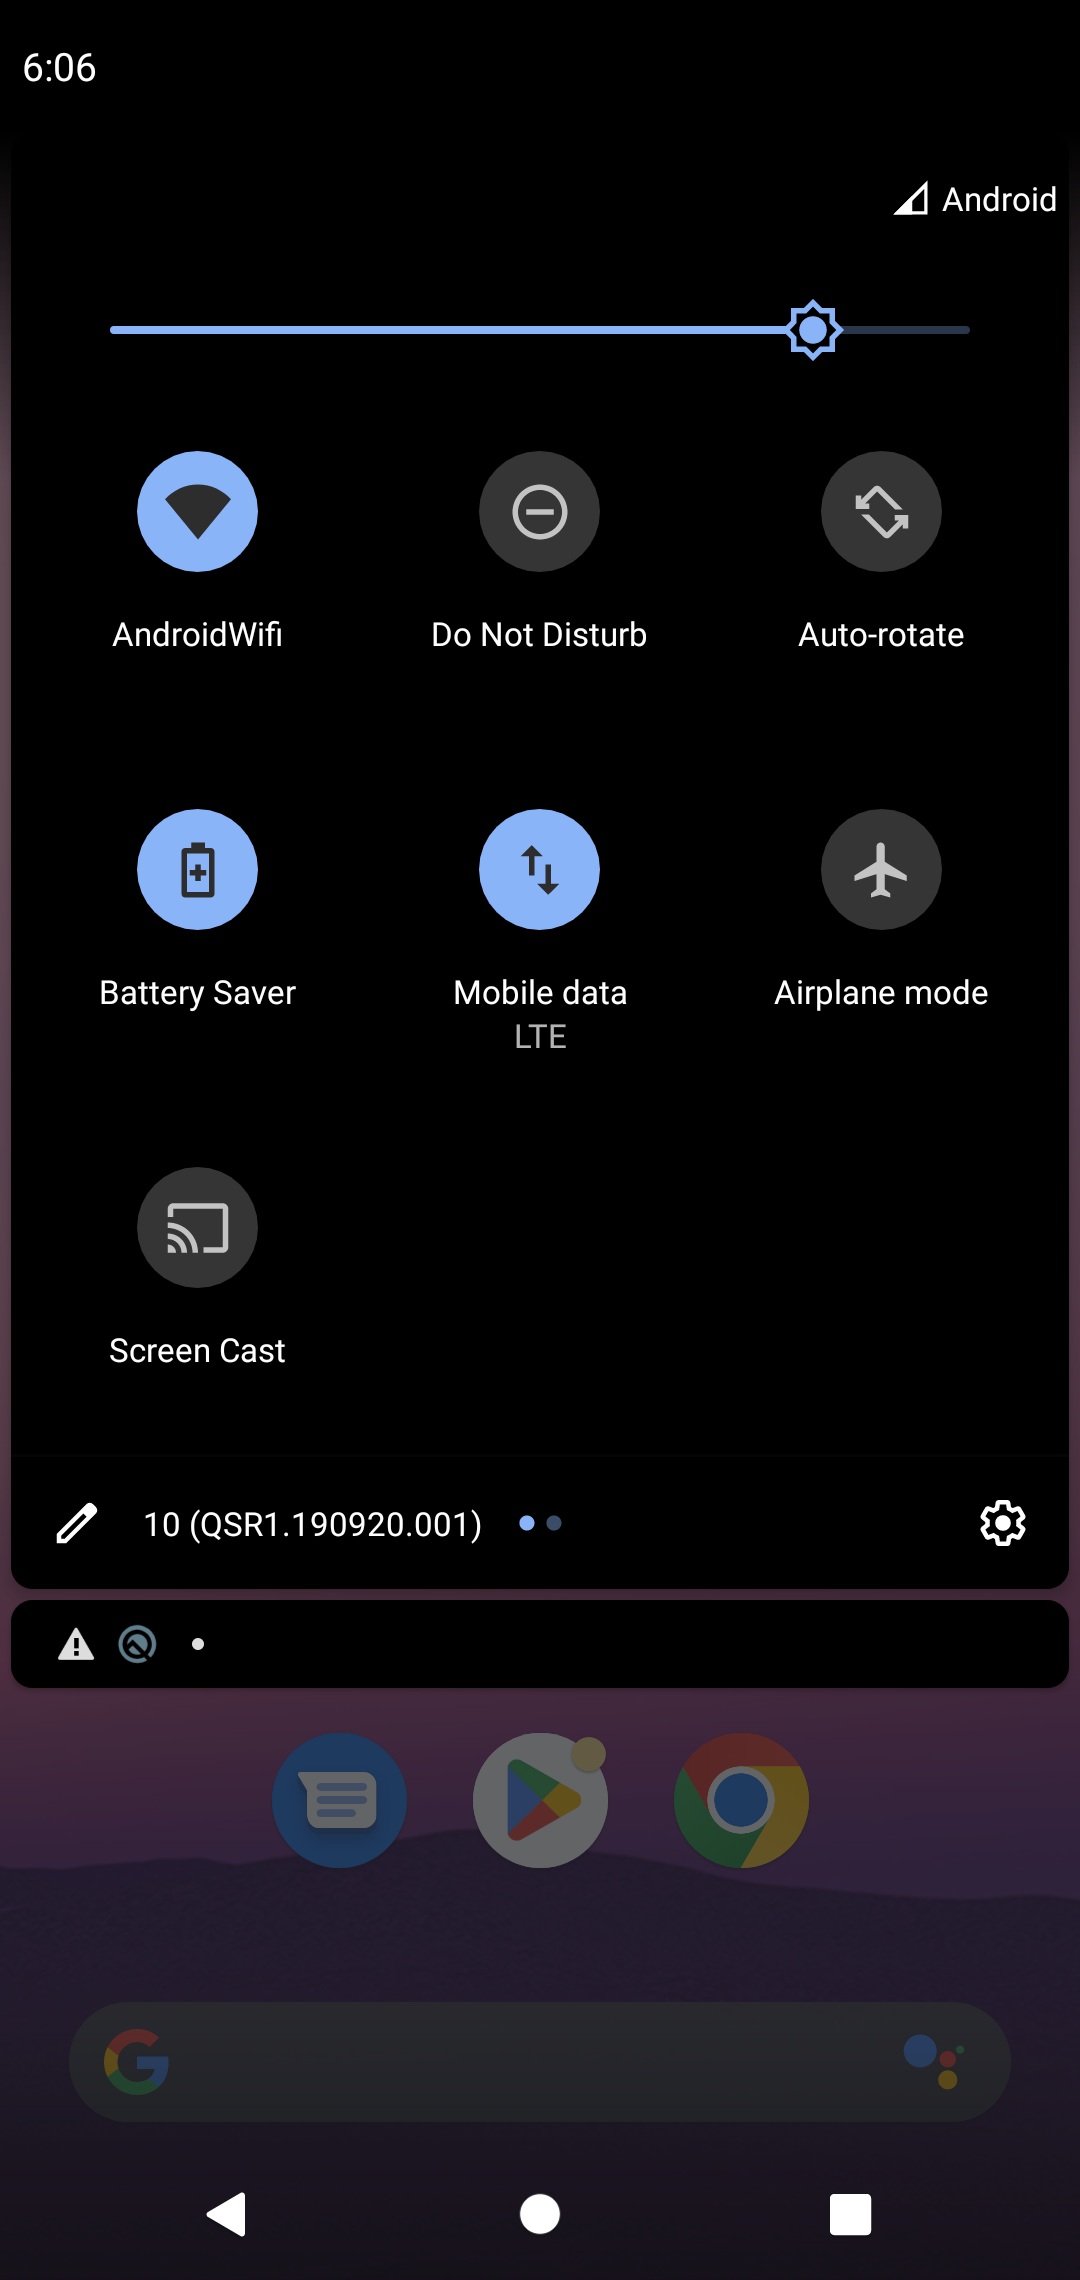 6:06
Android
AndroidWifi
Do Not Disturb
Auto-rotate
Battery Saver
Mobile data
LTE
Airplane mode
Screen Cast
10 (QSR1.190920.001)